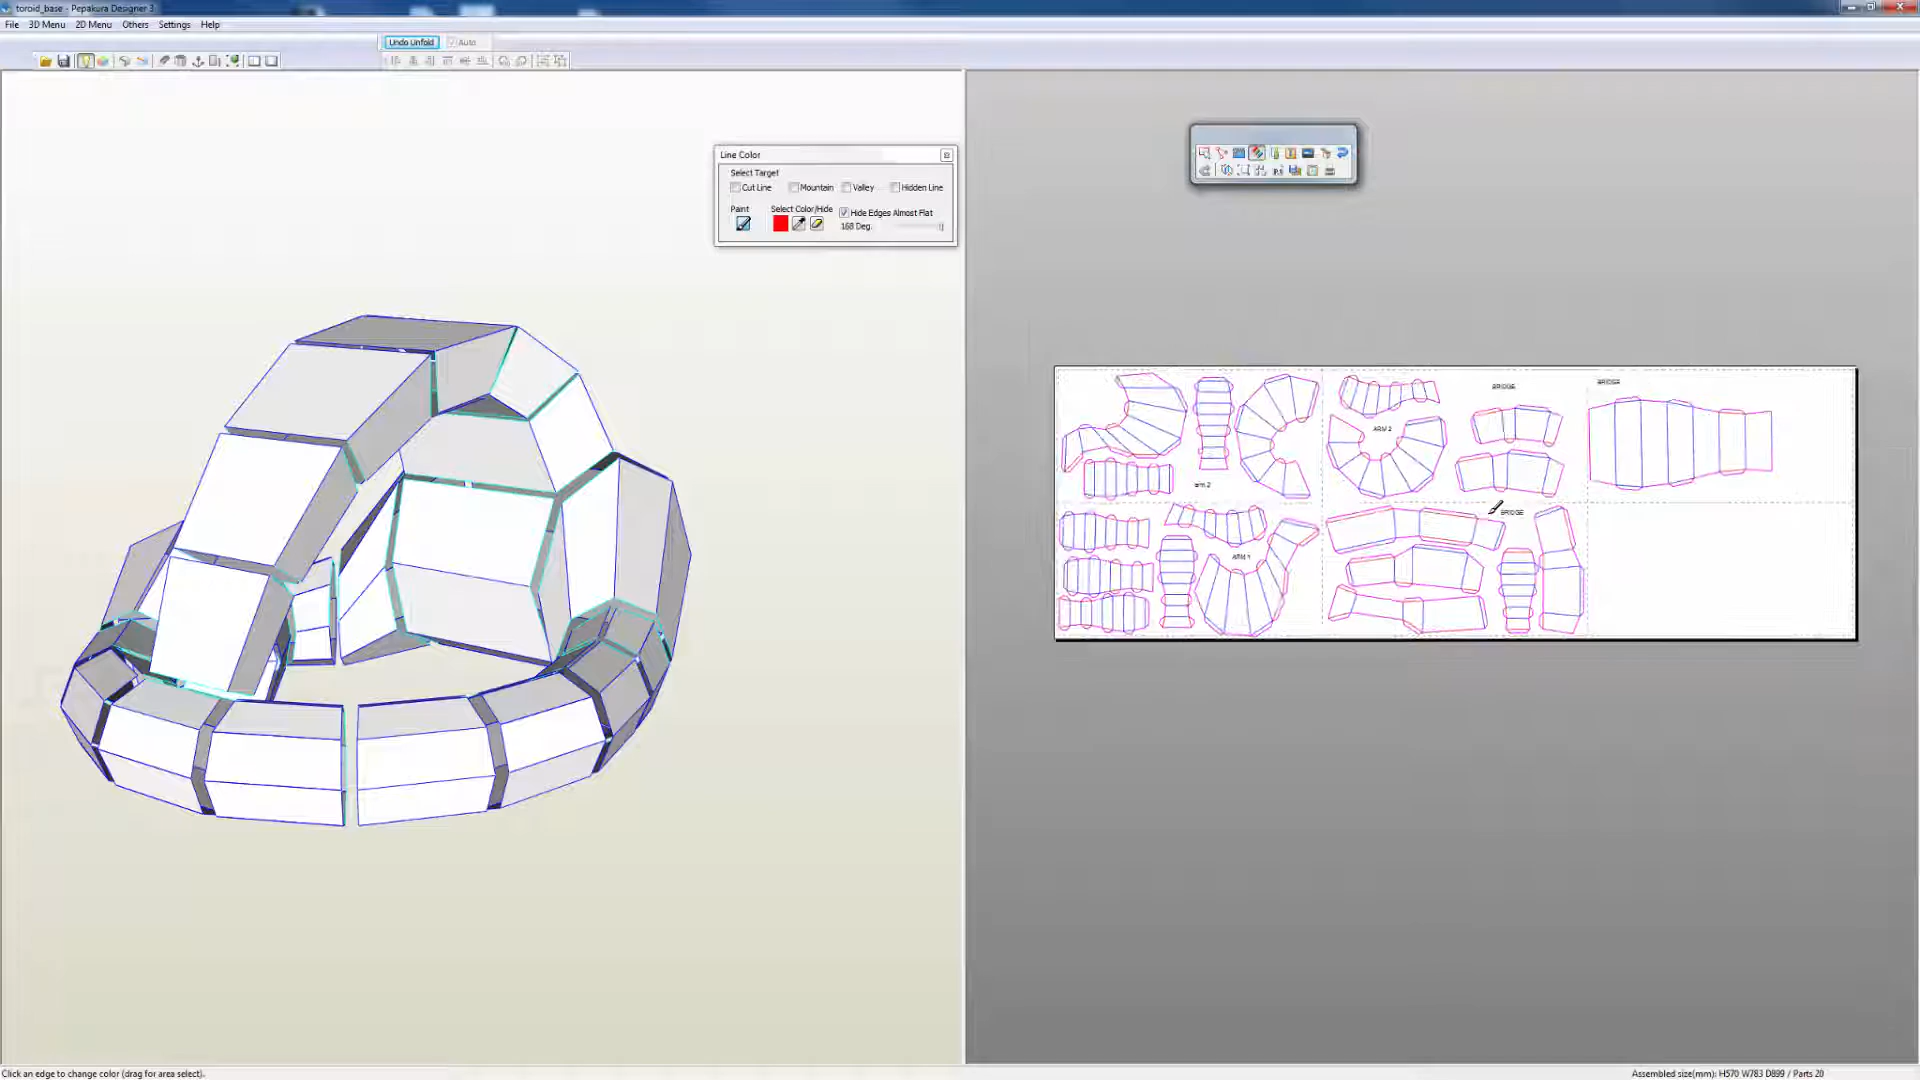 toroid_base - Pepakura Designer 3
File 3D Menu 2D Menu Others Settings Help
Undo Unfold Auto
Line Color
Select Target
Cut Line Mountain Valley Hidden Line
Paint Select Color/Hide Hide Edges Almost Flat
168 Deg.
BRIDGE
BRIDGE
ARM 2
arm 2
BRIDGE
ARM 1
Click an edge to change color (drag for area select).
Assembled size(mm): H570 W783 D899 / Parts 20